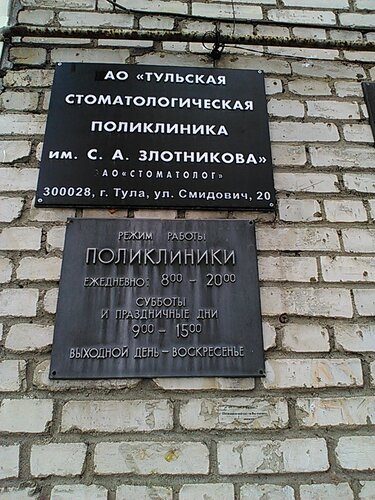 АО «ТУЛЬСКАЯ
СТОМАТОЛОГИЧЕСКАЯ
ПОЛИКЛИНИКА
им. С. А. ЗЛОТНИКОВА»
АО«СТОМАТОЛОГ»
300028, г. Тула, ул. Смидович, 20
РЕЖИМ РАБОТЫ
ПОЛИКЛИНИКИ
ЕЖЕДНЕВНО: 800 – 2000
СУББОТЫ
И ПРАЗДНИЧНЫЕ ДНИ
900 – 1500
ВЫХОДНОЙ ДЕНЬ – ВОСКРЕСЕНЬЕ